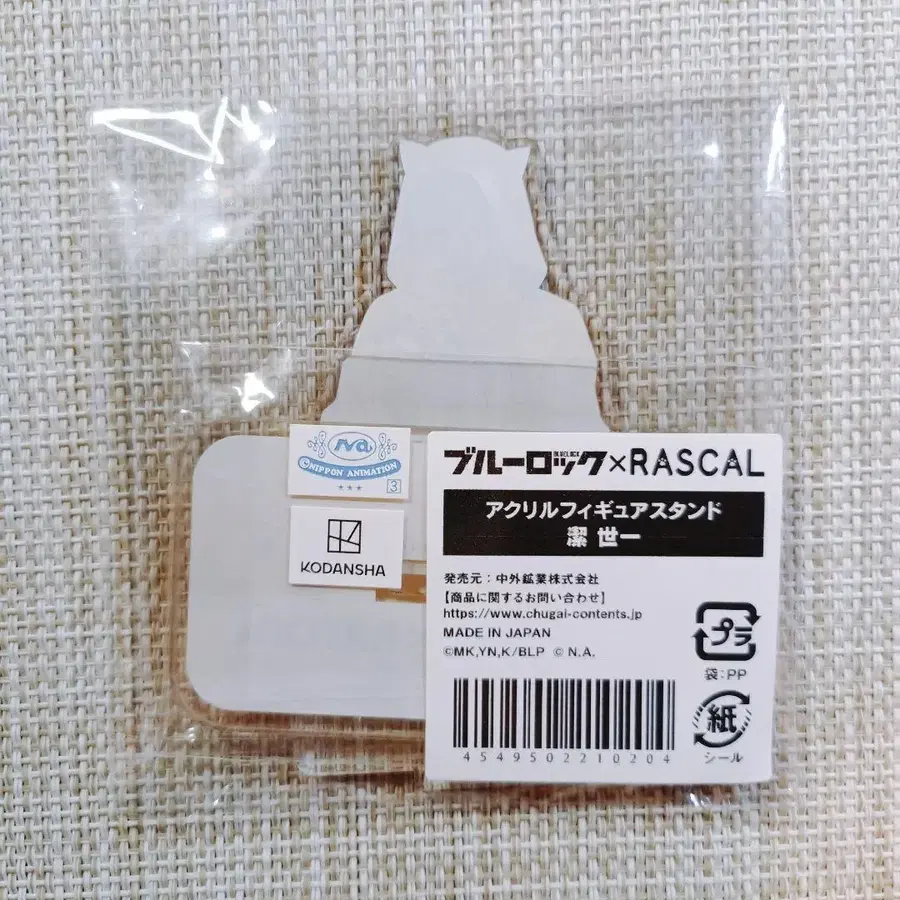 ©NIPPON ANIMATION
★★★
3
KODANSHA
ブルーロック×RASCAL
BLUELOCK
アクリルフィギュアスタンド
潔 世一
発売元：中外鉱業株式会社
【商品に関するお問い合わせ】
https://www.chugai-contents.jp
MADE IN JAPAN
©MK,YN,K/BLP © N.A.
プラ
袋:PP
紙
シール
4549502210204